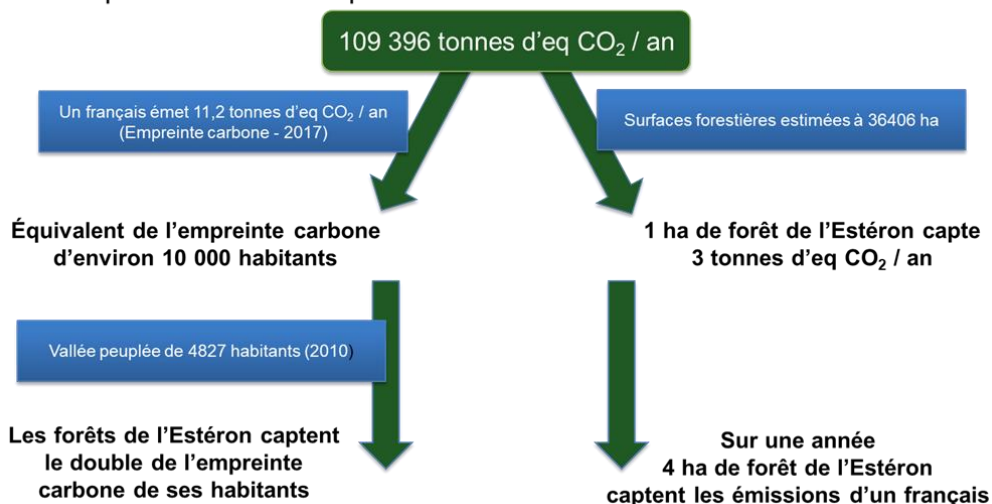 109 396 tonnes d'eq CO₂ / an
Un français émet 11,2 tonnes d'eq CO₂ / an
(Empreinte carbone - 2017)
Surfaces forestières estimées à 36406 ha
Équivalent de l'empreinte carbone
d'environ 10 000 habitants
1 ha de forêt de l'Estéron capte
3 tonnes d'eq CO₂ / an
Vallée peuplée de 4827 habitants (2010)
Les forêts de l'Estéron captent
le double de l'empreinte
carbone de ses habitants
Sur une année
4 ha de forêt de l'Estéron
captent les émissions d'un français